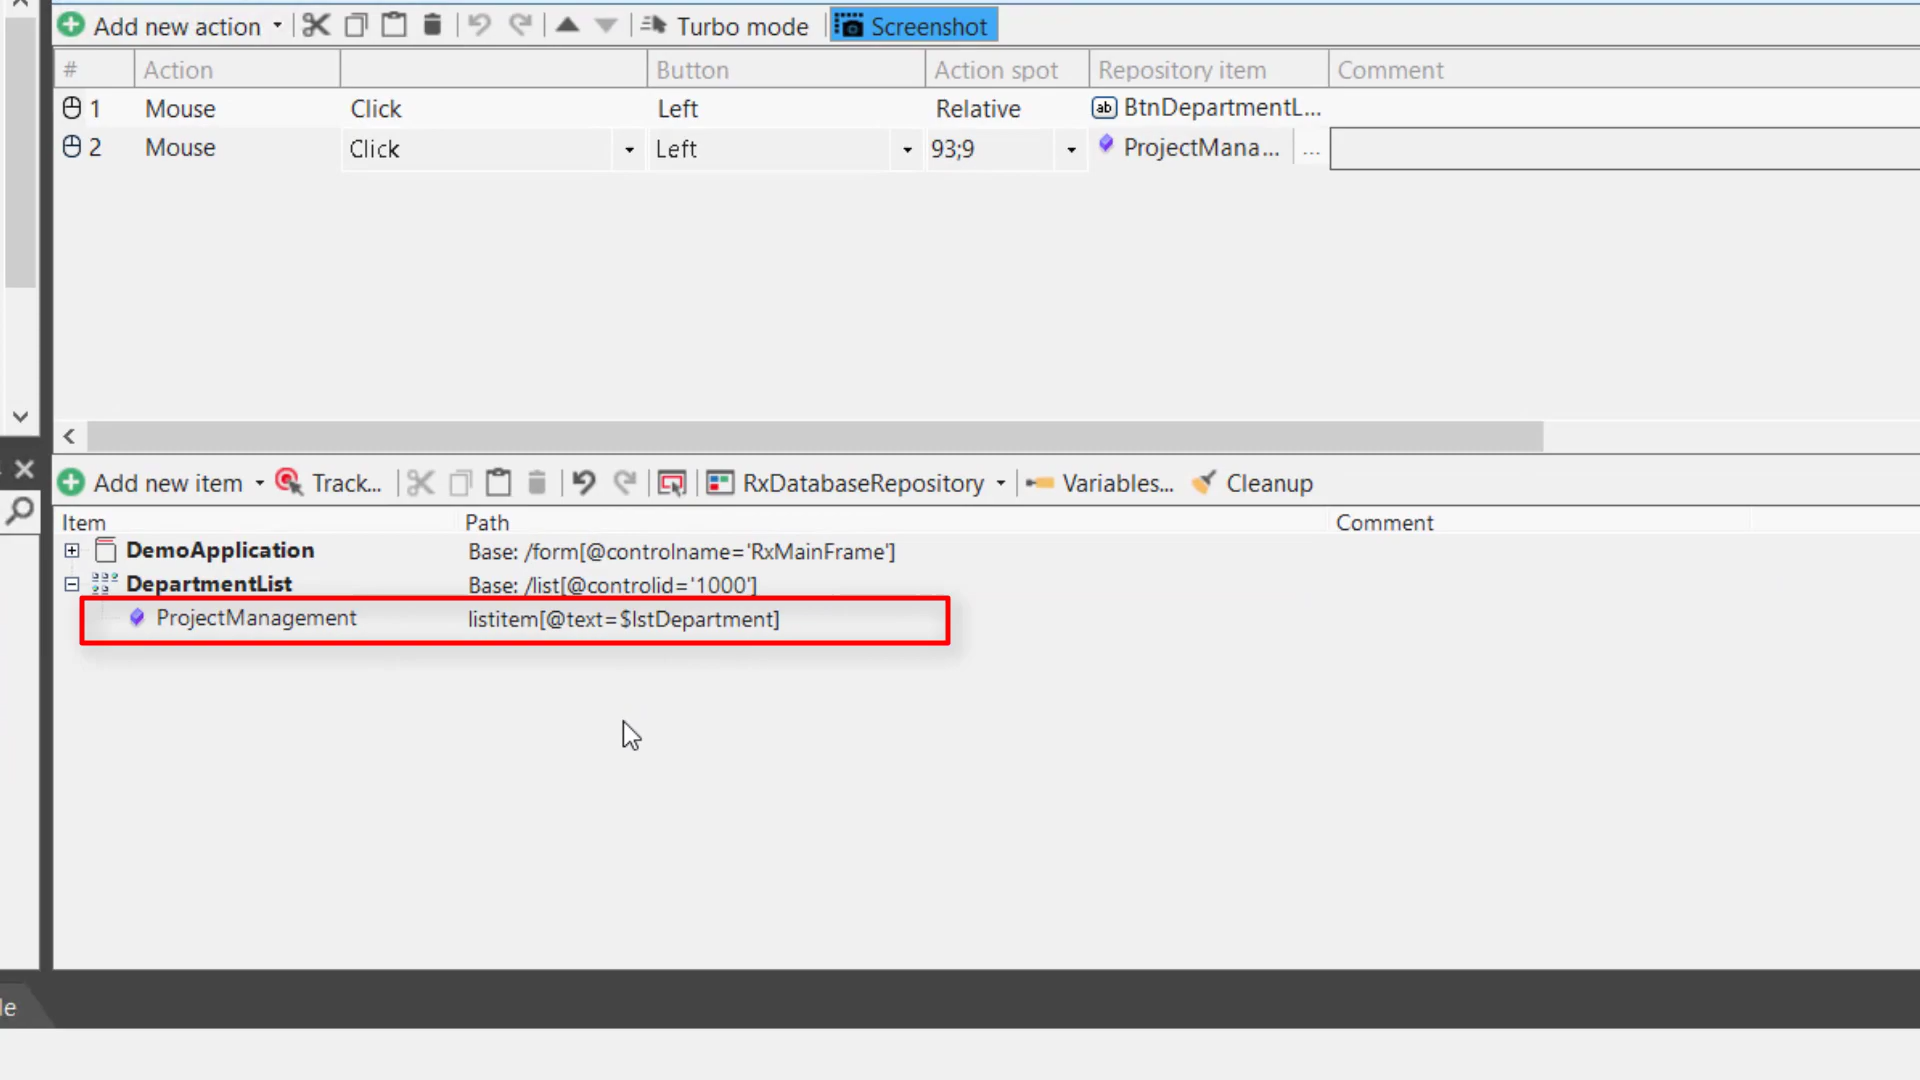 Add new action Turbo mode Screenshot
# Action Button Action spot Repository item Comment
1 Mouse Click Left Relative BtnDepartmentL...
2 Mouse Click Left 93;9 ProjectMana... ...
Add new item Track... RxDatabaseRepository Variables... Cleanup
Item Path Comment
DemoApplication Base: /form[@controlname='RxMainFrame']
DepartmentList Base: /list[@controlid='1000']
ProjectManagement listitem[@text=$lstDepartment]
le